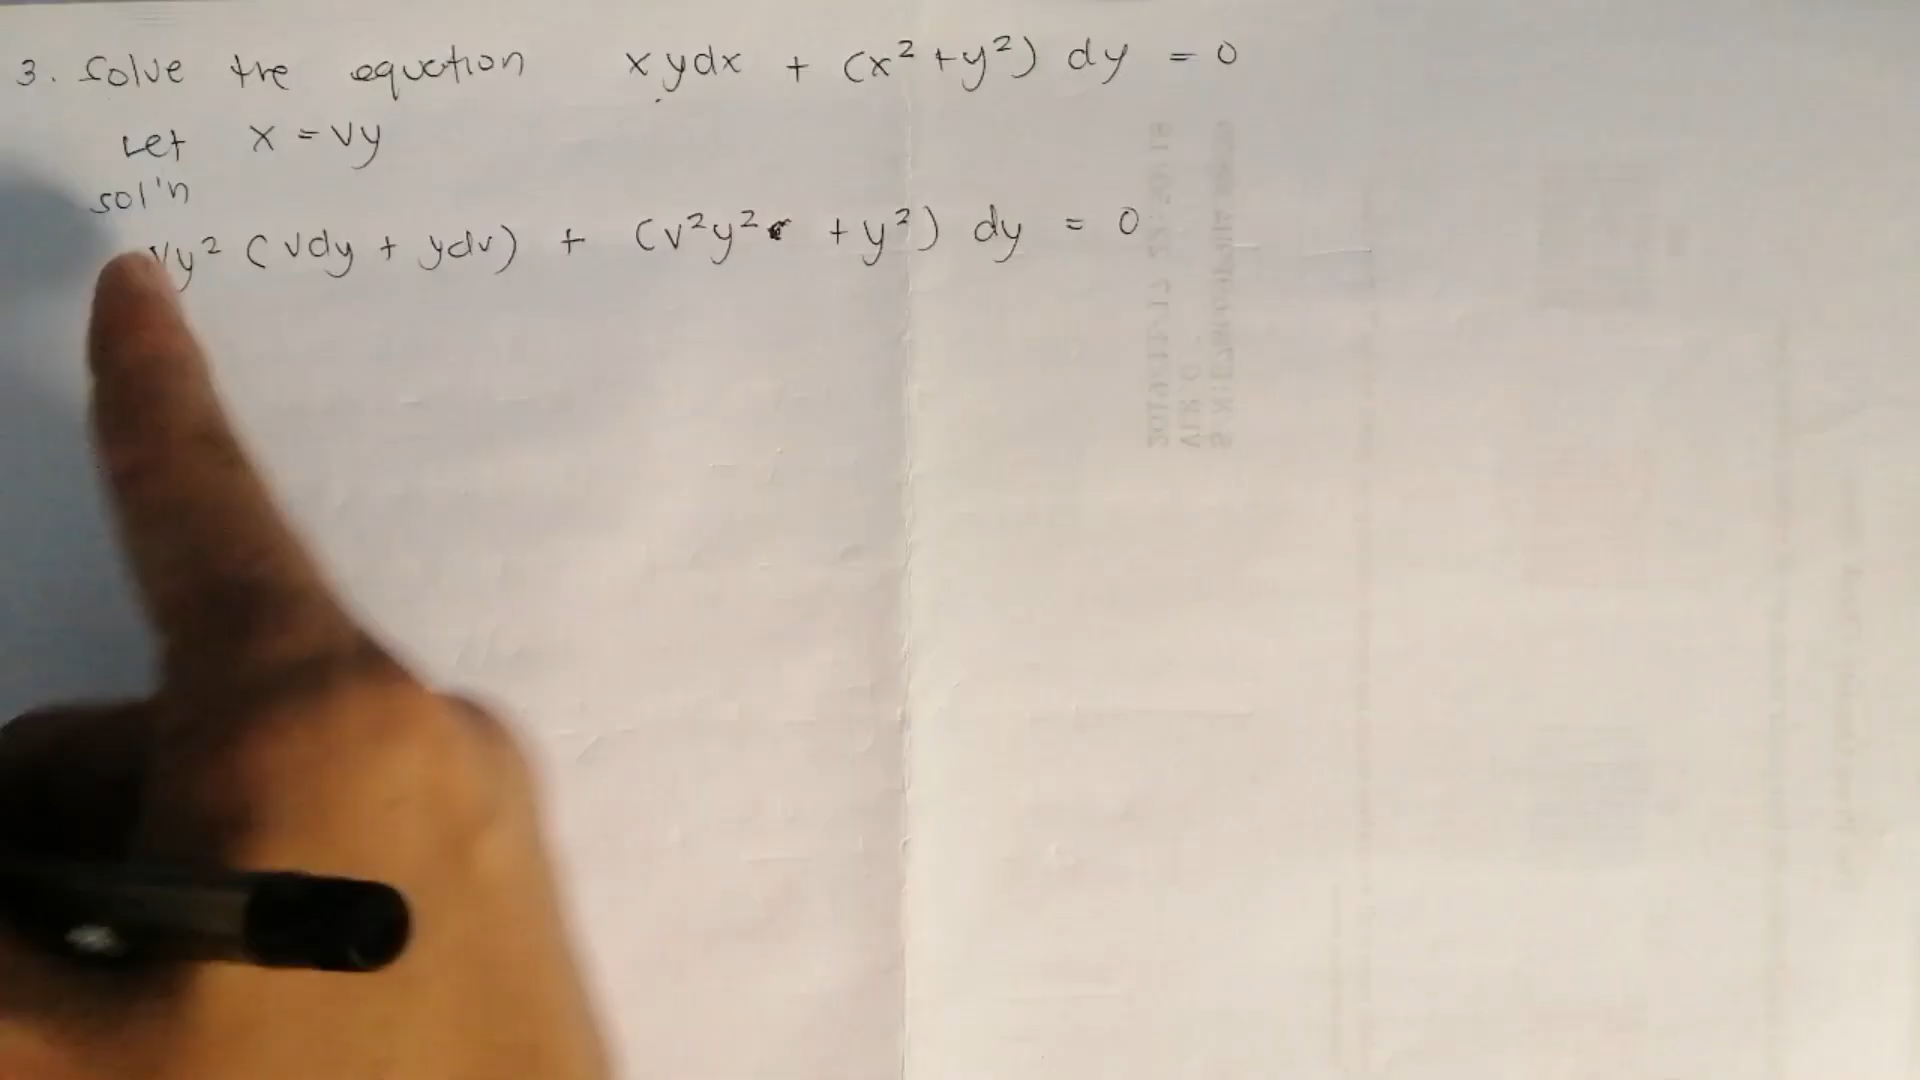 3. Solve the equation xydx + (x² + y²) dy = 0
Let x = vy
sol'n
vy² (vdy + ydv) + (v²y² + y²) dy = 0